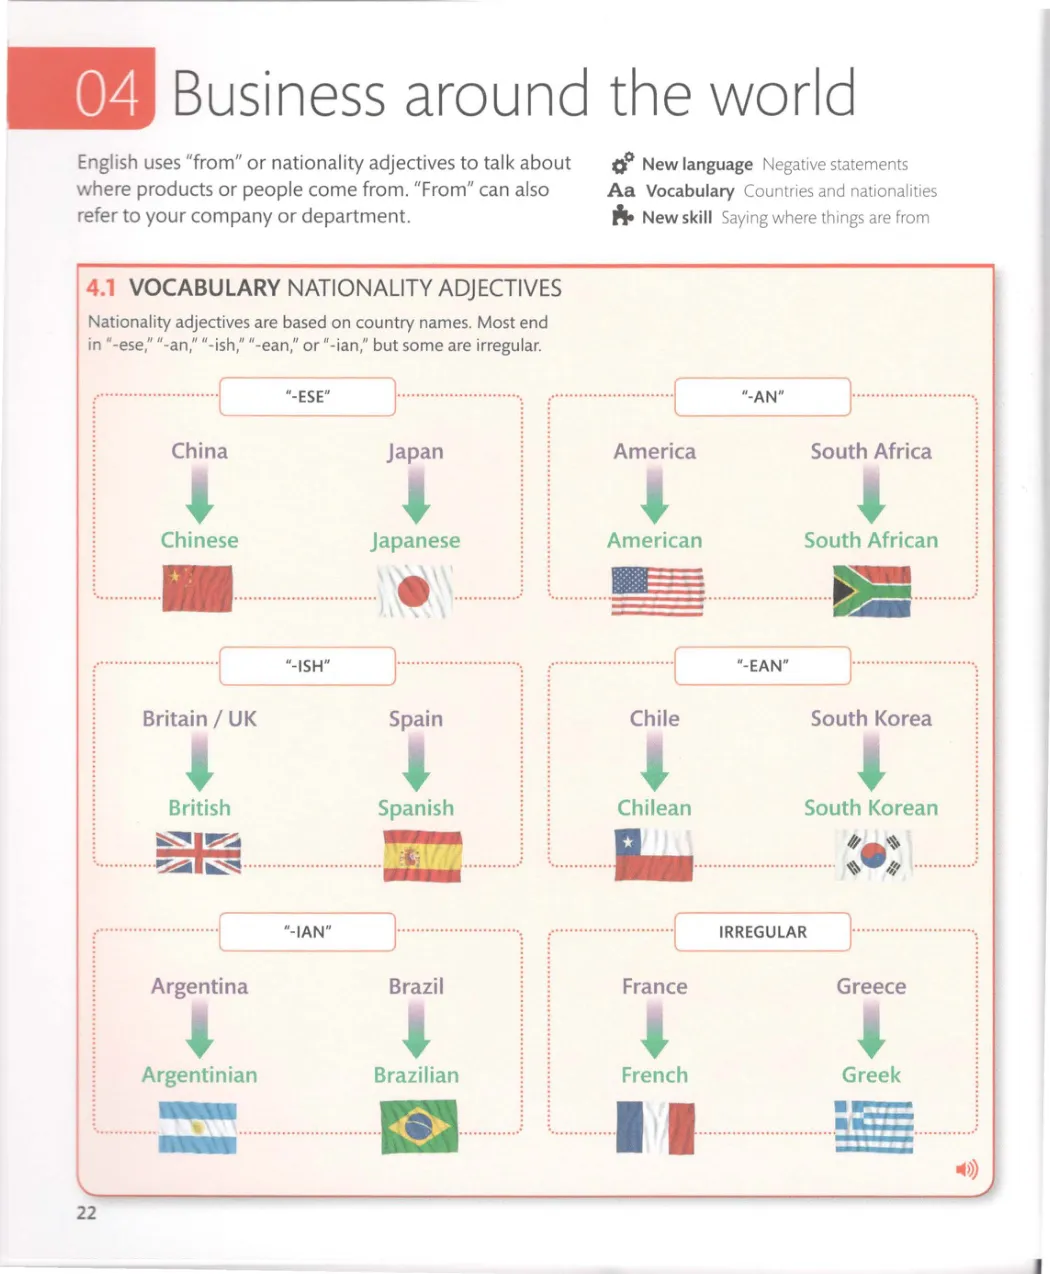 04 Business around the world
English uses "from" or nationality adjectives to talk about
where products or people come from. "From" can also
refer to your company or department.
New language Negative statements
Aa Vocabulary Countries and nationalities
New skill Saying where things are from
4.1 VOCABULARY NATIONALITY ADJECTIVES
Nationality adjectives are based on country names. Most end
in "-ese," "-an," "-ish," "-ean," or "-ian," but some are irregular.
"-ESE"
China Japan
Chinese Japanese
"-AN"
America South Africa
American South African
"-ISH"
Britain / UK Spain
British Spanish
"-EAN"
Chile South Korea
Chilean South Korean
"-IAN"
Argentina Brazil
Argentinian Brazilian
IRREGULAR
France Greece
French Greek
22